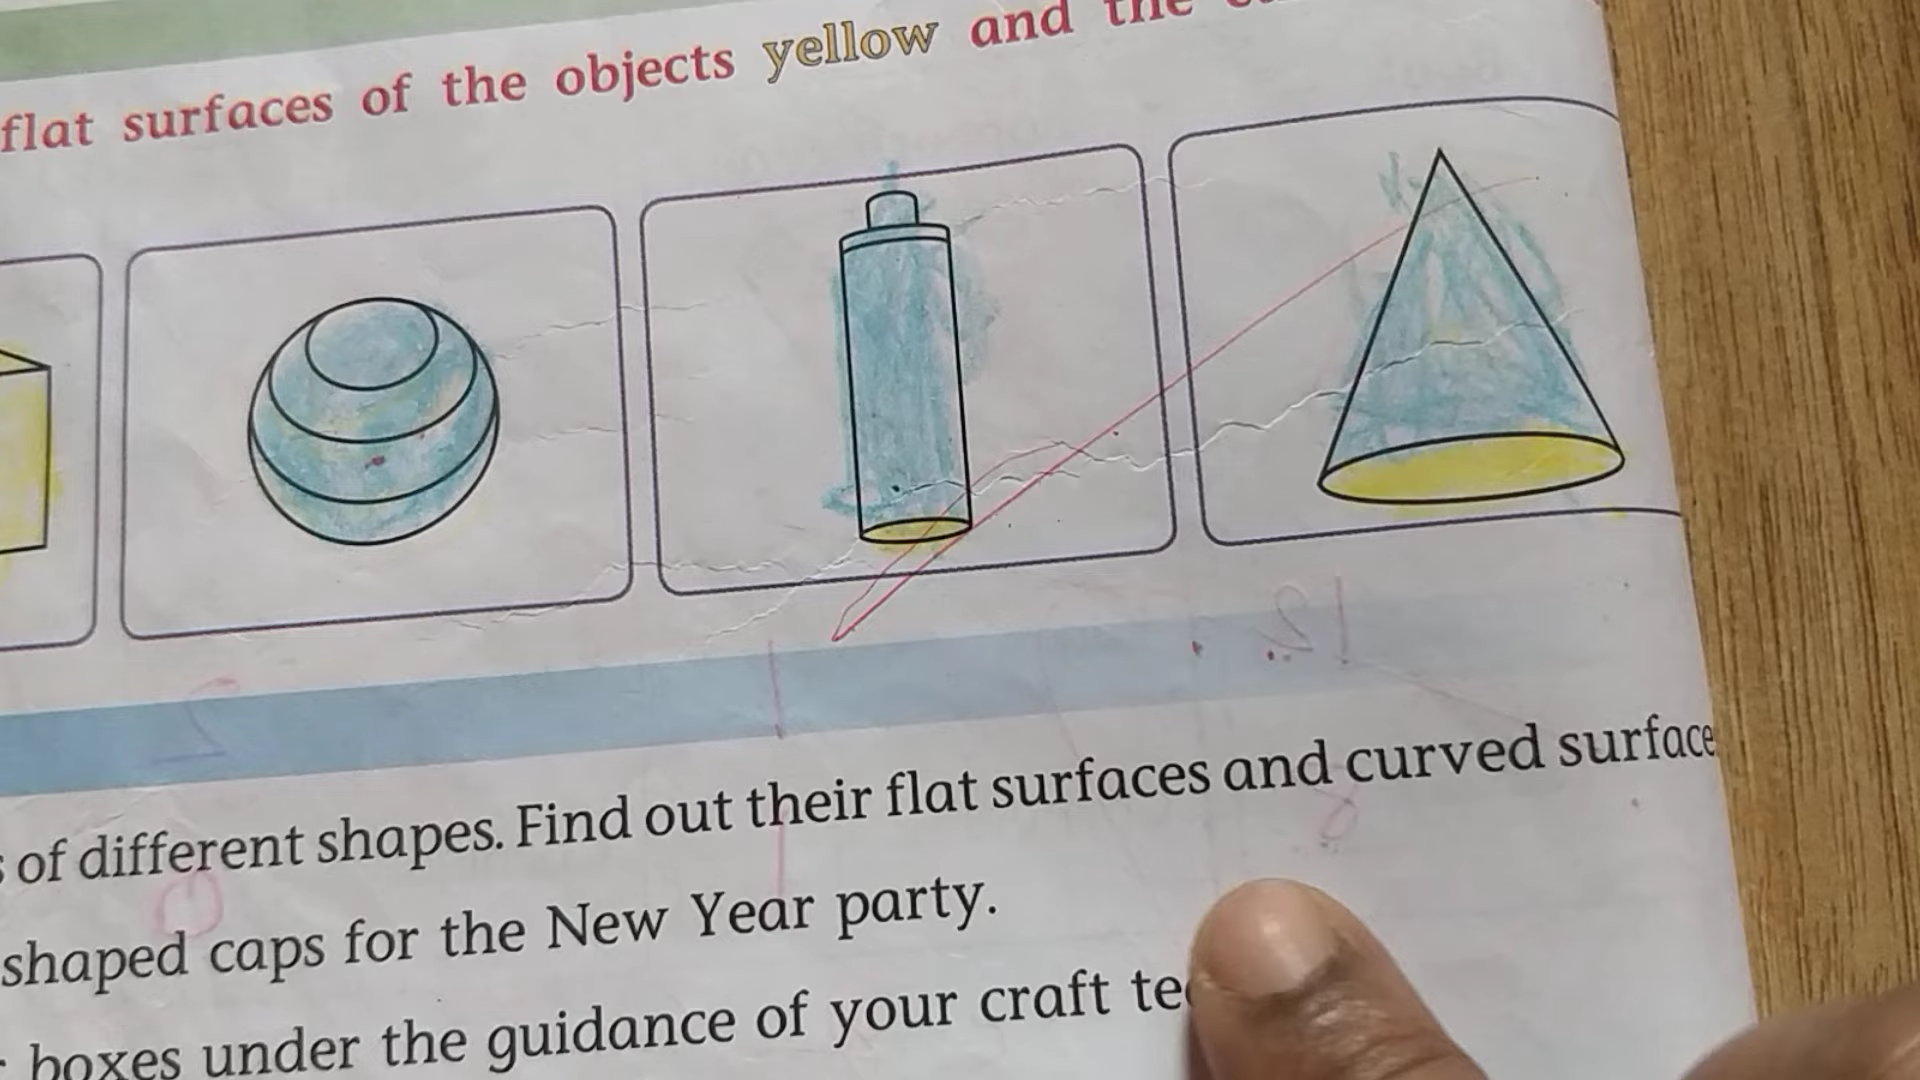 flat surfaces of the objects yellow and the
of different shapes. Find out their flat surfaces and curved surface
shaped caps for the New Year party.
boxes under the guidance of your craft